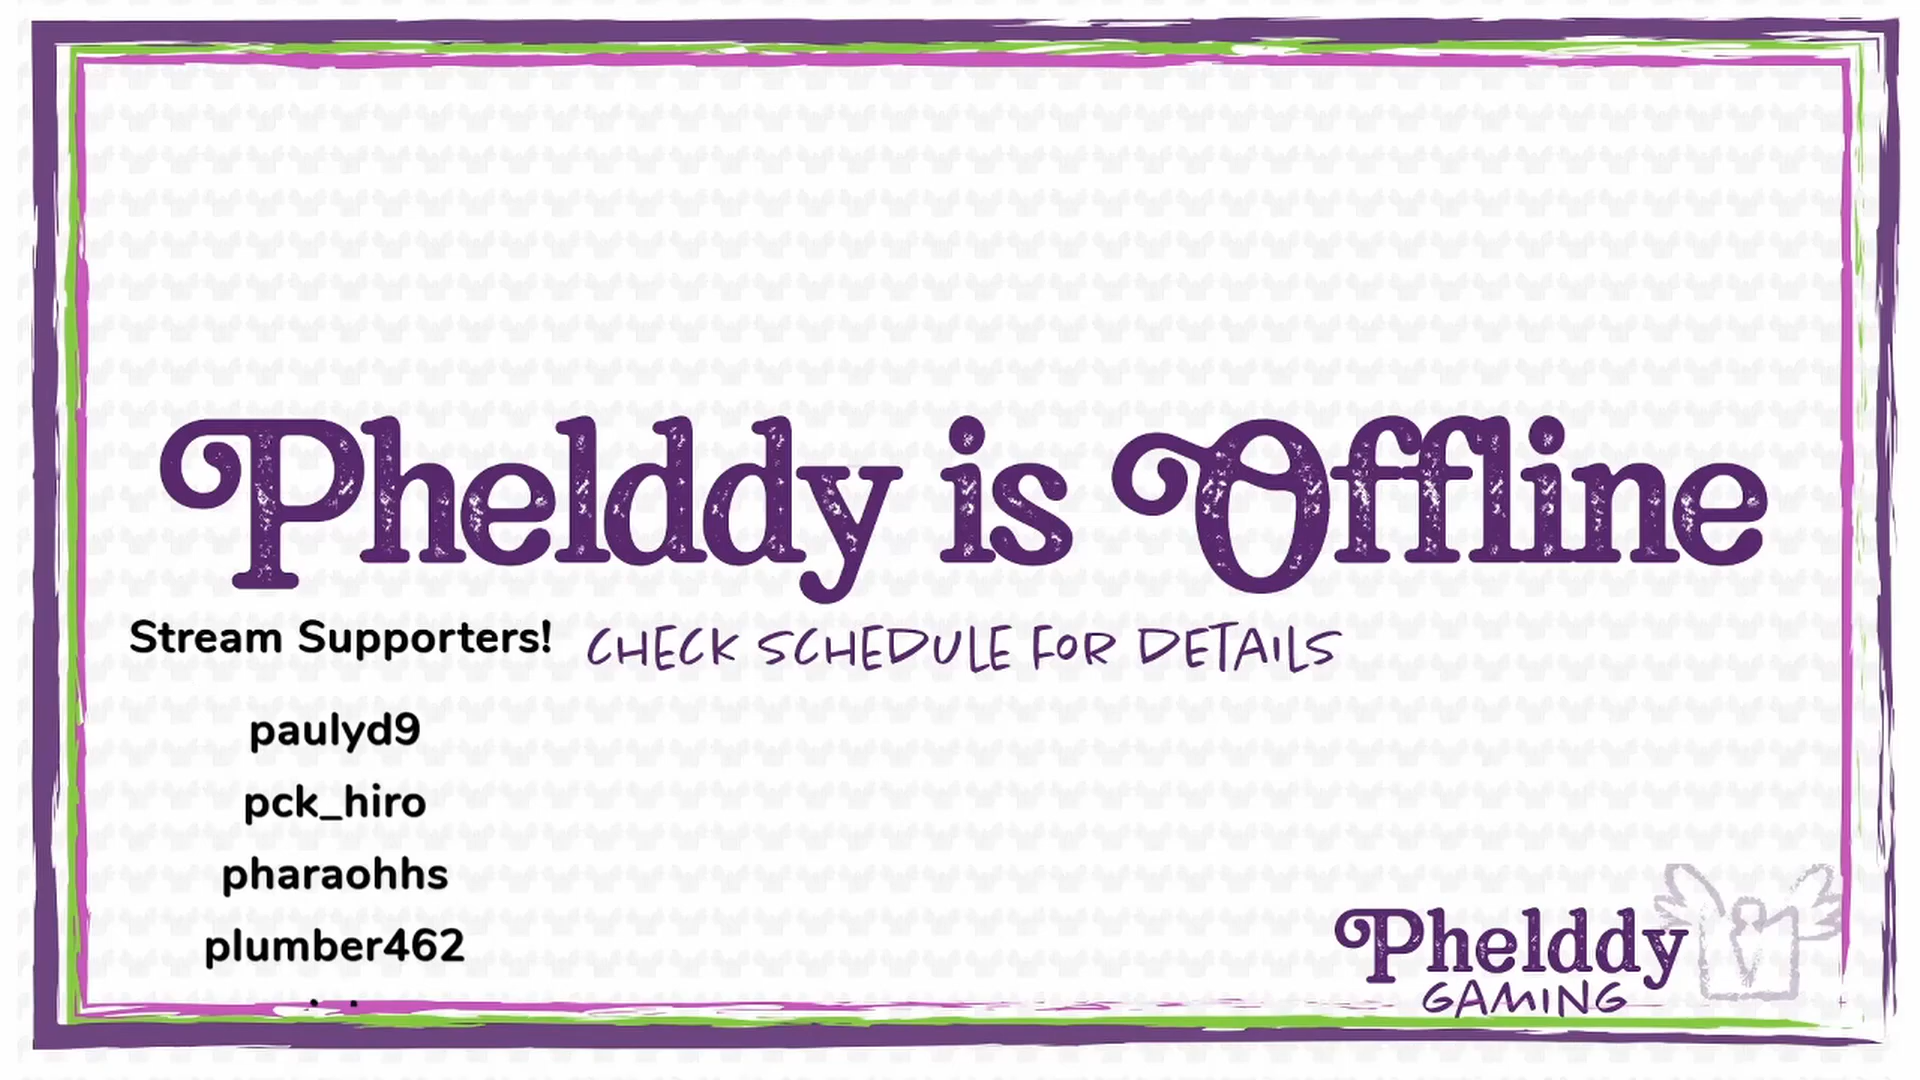 Phelddy is Offline
Stream Supporters!
CHECK SCHEDULE FOR DETAILS
paulyd9
pck_hiro
pharaohhs
plumber462
Phelddy
GAMING